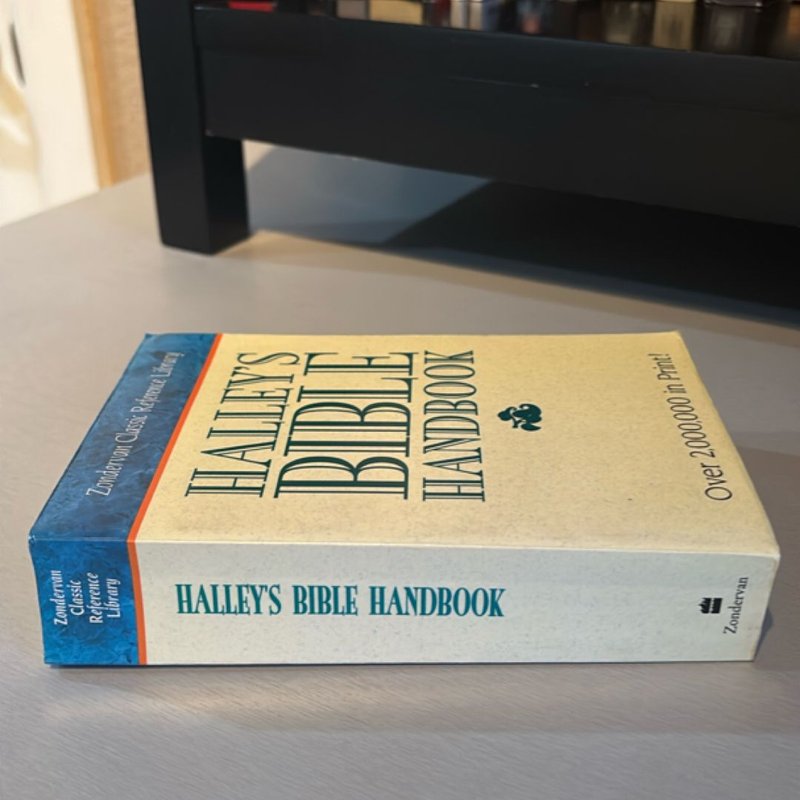 Zondervan Classic Reference Library
HALLEY'S
BIBLE
HANDBOOK
Over 2,000,000 in Print!
Zondervan
Classic
Reference
Library
HALLEY'S BIBLE HANDBOOK
Zondervan